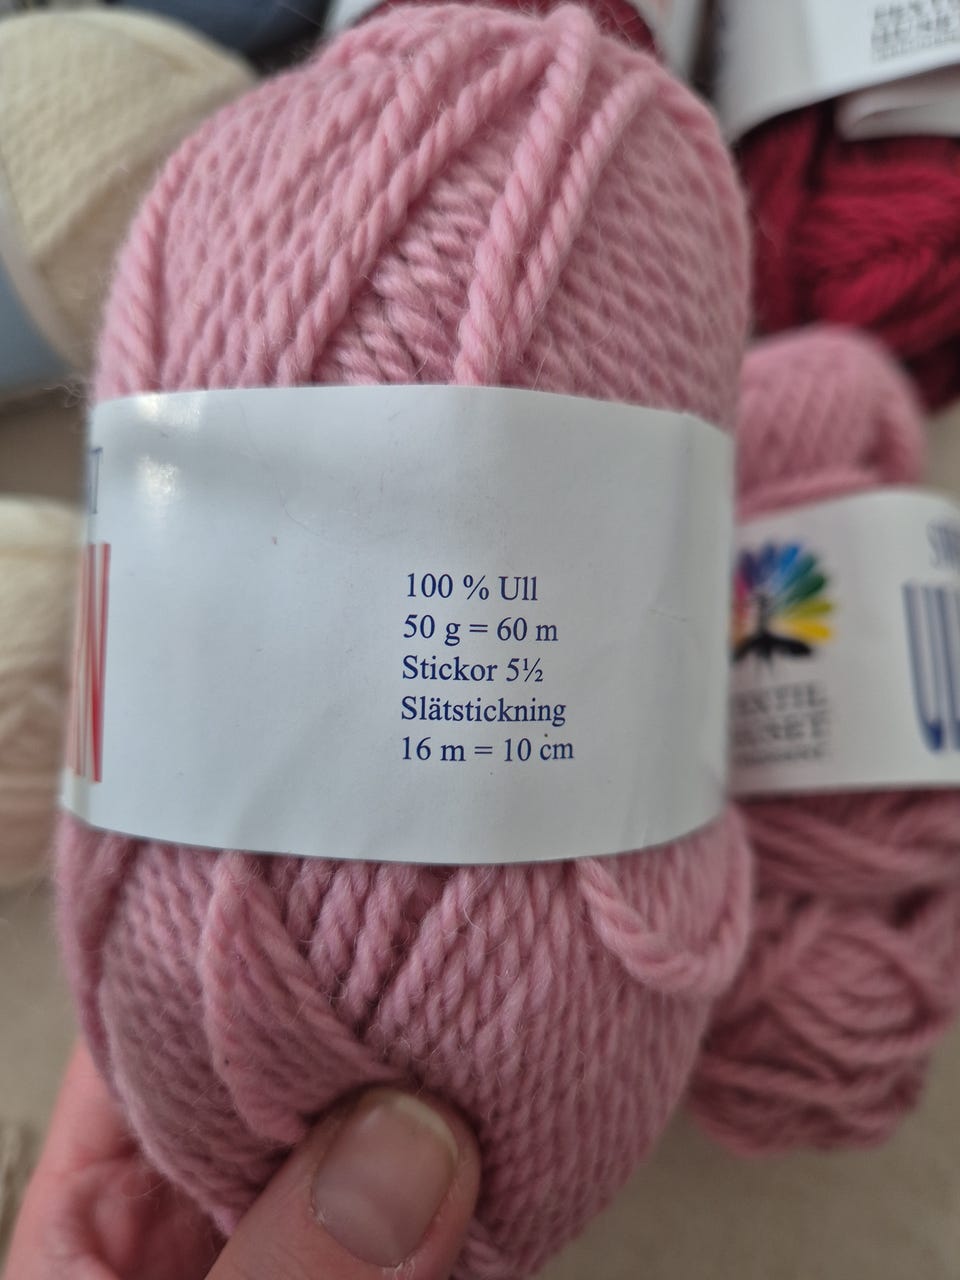 100 % Ull
50 g = 60 m
Stickor 5½
Slätstickning
16 m = 10 cm